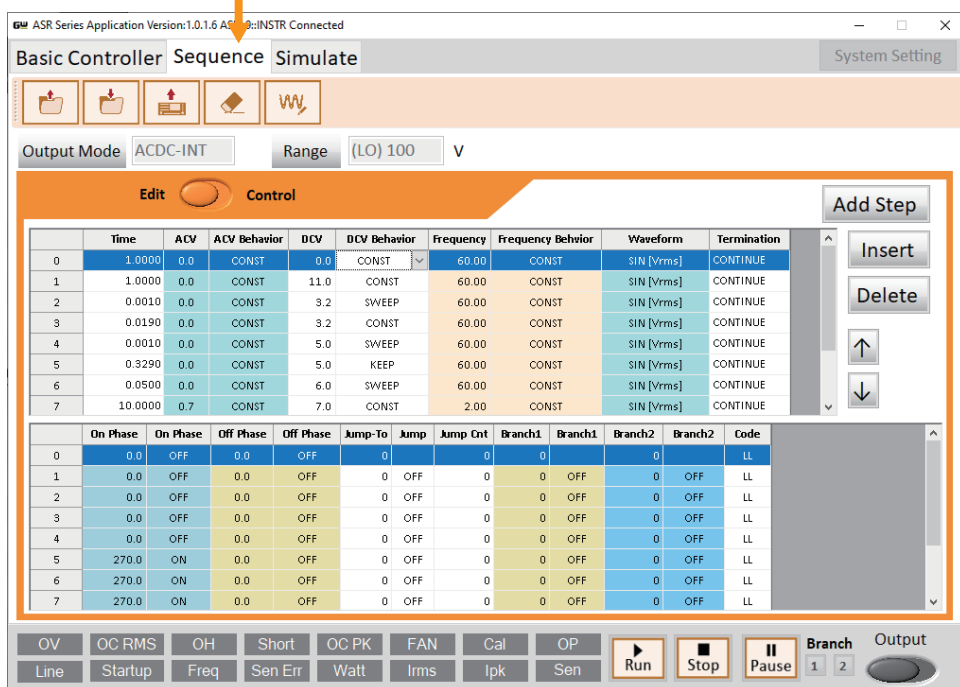 GW ASR Series Application Version:1.0.1.6 ::INSTR Connected
Basic Controller Sequence Simulate System Setting
Output Mode ACDC-INT Range (LO) 100 V
Edit Control
Add Step
Insert
Delete
Time ACV ACV Behavior DCV DCV Behavior Frequency Frequency Behvior Waveform Termination
0 1.0000 0.0 CONST 0.0 CONST 60.00 CONST SIN [Vrms] CONTINUE
1 1.0000 0.0 CONST 11.0 CONST 60.00 CONST SIN [Vrms] CONTINUE
2 0.0010 0.0 CONST 3.2 SWEEP 60.00 CONST SIN [Vrms] CONTINUE
3 0.0190 0.0 CONST 3.2 CONST 60.00 CONST SIN [Vrms] CONTINUE
4 0.0010 0.0 CONST 5.0 SWEEP 60.00 CONST SIN [Vrms] CONTINUE
5 0.3290 0.0 CONST 5.0 KEEP 60.00 CONST SIN [Vrms] CONTINUE
6 0.0500 0.0 CONST 6.0 SWEEP 60.00 CONST SIN [Vrms] CONTINUE
7 10.0000 0.7 CONST 7.0 CONST 2.00 CONST SIN [Vrms] CONTINUE
On Phase On Phase Off Phase Off Phase Jump-To Jump Jump Cnt Branch1 Branch1 Branch2 Branch2 Code
0 0.0 OFF 0.0 OFF 0 0 0 0 LL
1 0.0 OFF 0.0 OFF 0 OFF 0 0 OFF 0 OFF LL
2 0.0 OFF 0.0 OFF 0 OFF 0 0 OFF 0 OFF LL
3 0.0 OFF 0.0 OFF 0 OFF 0 0 OFF 0 OFF LL
4 0.0 OFF 0.0 OFF 0 OFF 0 0 OFF 0 OFF LL
5 270.0 ON 0.0 OFF 0 OFF 0 0 OFF 0 OFF LL
6 270.0 ON 0.0 OFF 0 OFF 0 0 OFF 0 OFF LL
7 270.0 ON 0.0 OFF 0 OFF 0 0 OFF 0 OFF LL
OV OC RMS OH Short OC PK FAN Cal OP
Line Startup Freq Sen Err Watt Irms Ipk Sen
Run Stop Pause
Branch
1 2
Output